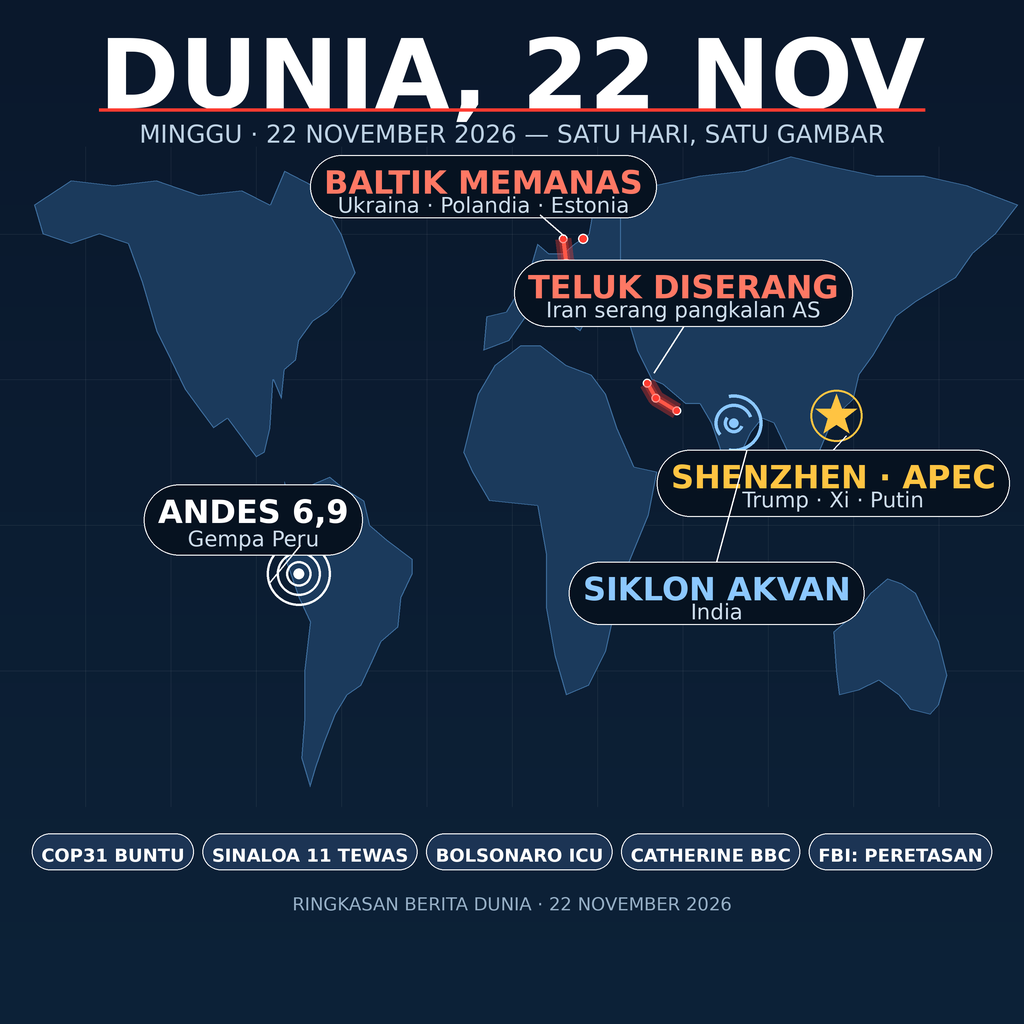 DUNIA, 22 NOV
MINGGU · 22 NOVEMBER 2026 — SATU HARI, SATU GAMBAR
BALTIK MEMANAS
Ukraina · Polandia · Estonia
TELUK DISERANG
Iran serang pangkalan AS
SHENZHEN · APEC
Trump · Xi · Putin
ANDES 6,9
Gempa Peru
SIKLON AKVAN
India
COP31 BUNTU
SINALOA 11 TEWAS
BOLSONARO ICU
CATHERINE BBC
FBI: PERETASAN
RINGKASAN BERITA DUNIA · 22 NOVEMBER 2026